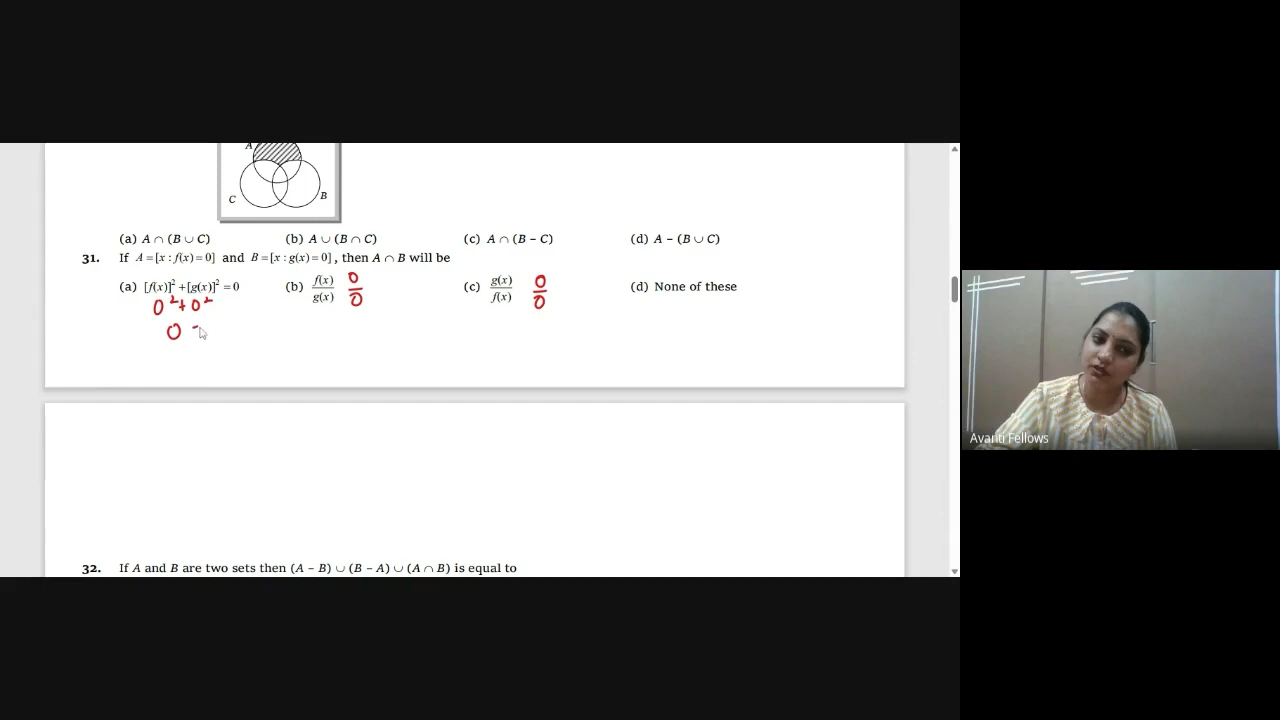 A
C
B
(a) A ∩ (B ∪ C) (b) A ∪ (B ∩ C) (c) A ∩ (B – C) (d) A – (B ∪ C)
31. If A = [x : f(x) = 0] and B = [x : g(x) = 0], then A ∩ B will be
(a) [f(x)]² + [g(x)]² = 0 (b) f(x)/g(x) 0/0 (c) g(x)/f(x) 0/0 (d) None of these
0² + 0²
0
32. If A and B are two sets then (A – B) ∪ (B – A) ∪ (A ∩ B) is equal to
Avanti Fellows